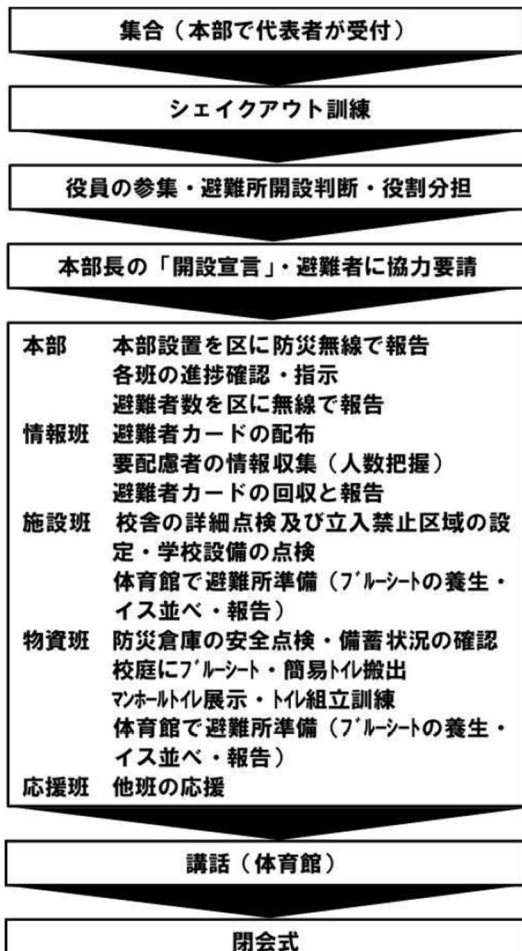 集合（本部で代表者が受付）
シェイクアウト訓練
役員の参集・避難所開設判断・役割分担
本部長の「開設宣言」・避難者に協力要請
本部　本部設置を区に防災無線で報告
各班の進捗確認・指示
避難者数を区に無線で報告
情報班　避難者カードの配布
要配慮者の情報収集（人数把握）
避難者カードの回収と報告
施設班　校舎の詳細点検及び立入禁止区域の設
定・学校設備の点検
体育館で避難所準備（ﾌﾞﾙｰｼｰﾄの養生・
イス並べ・報告）
物資班　防災倉庫の安全点検・備蓄状況の確認
校庭にﾌﾞﾙｰｼｰﾄ・簡易ﾄｲﾚ搬出
ﾏﾝﾎｰﾙﾄｲﾚ展示・ﾄｲﾚ組立訓練
体育館で避難所準備（ﾌﾞﾙｰｼｰﾄの養生・
イス並べ・報告）
応援班　他班の応援
講話（体育館）
閉会式